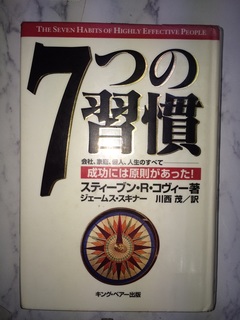 THE SEVEN HABITS OF HIGHLY EFFECTIVE PEOPLE
7つの
習慣
会社、家庭、個人、人生のすべて
成功には原則があった!
スティーブン・R・コヴィー著
ジェームス・スキナー 川西 茂/訳
キング・ベアー出版